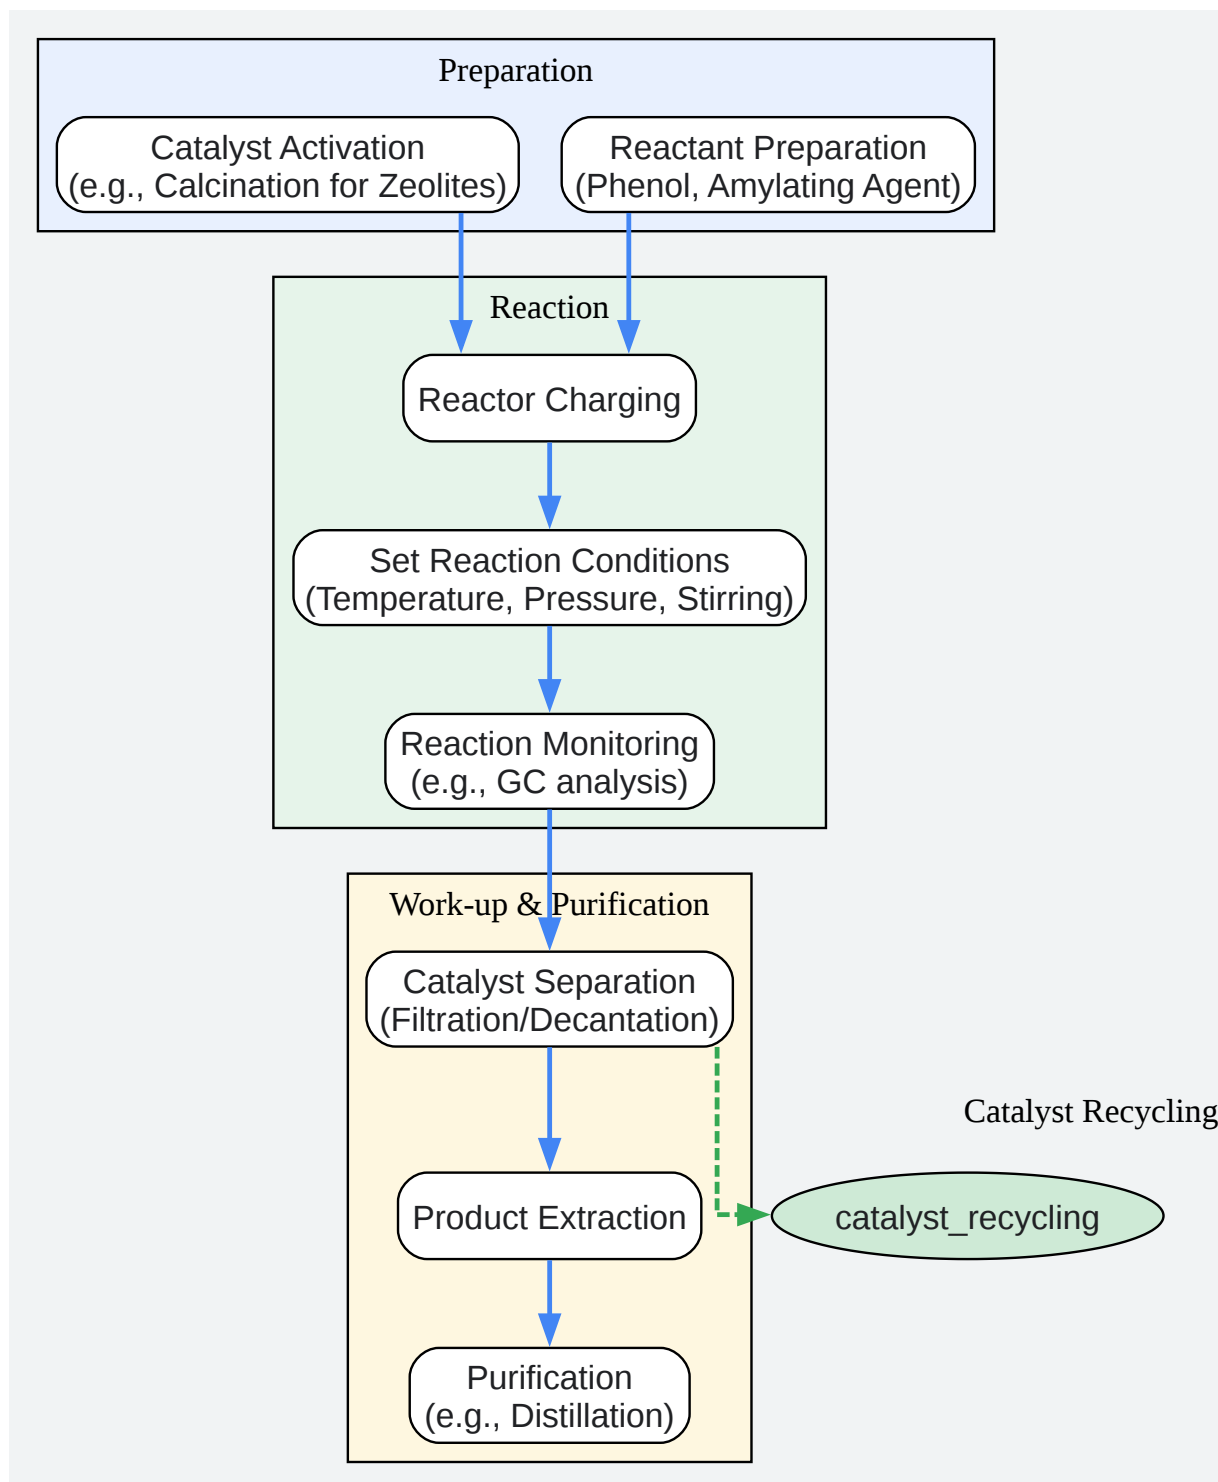 Preparation
Catalyst Activation
(e.g., Calcination for Zeolites)
Reactant Preparation
(Phenol, Amylating Agent)
Reaction
Reactor Charging
Set Reaction Conditions
(Temperature, Pressure, Stirring)
Reaction Monitoring
(e.g., GC analysis)
Work-up & Purification
Catalyst Separation
(Filtration/Decantation)
Catalyst Recycling
Product Extraction
catalyst_recycling
Purification
(e.g., Distillation)